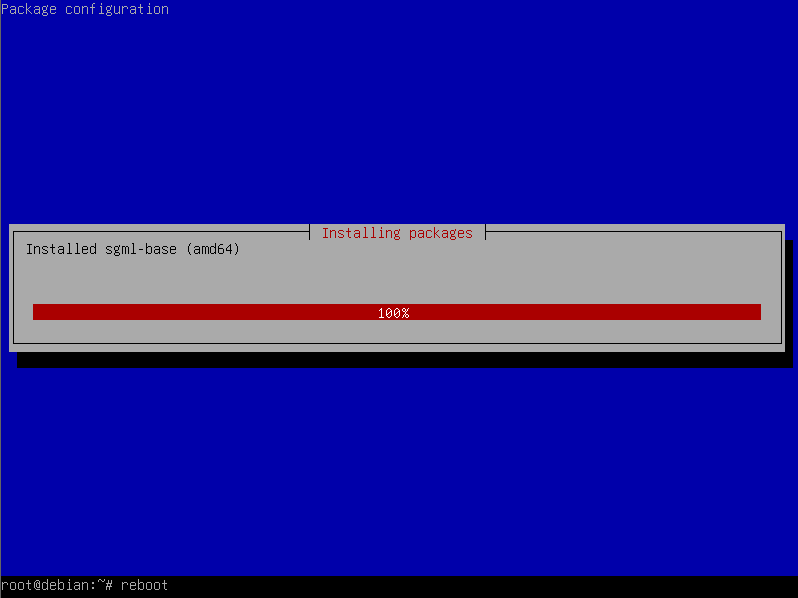 Package configuration
Installing packages
Installed sgml-base (amd64)
100%
root@debian:~# reboot